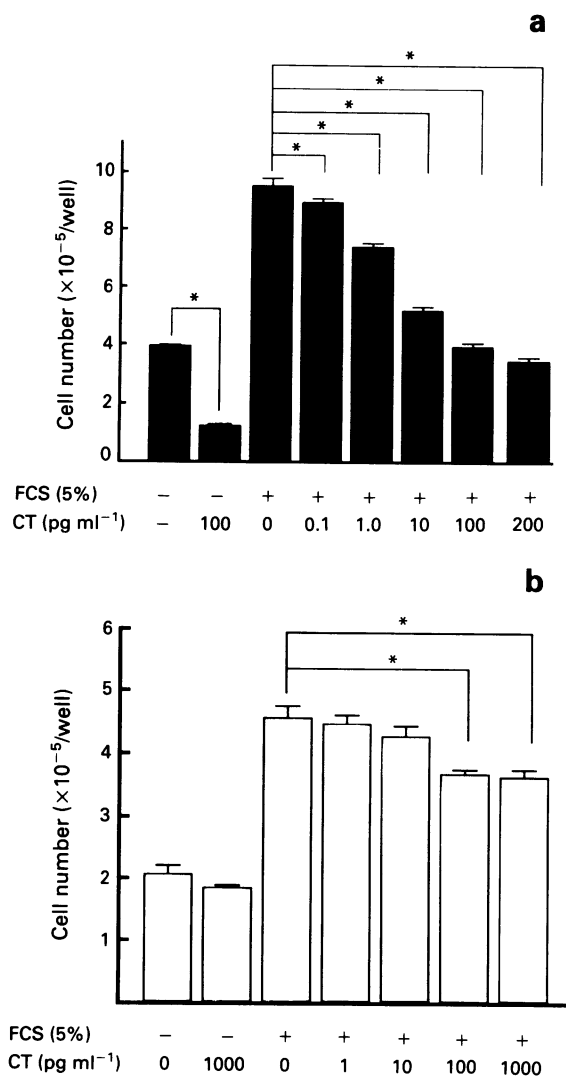 a
*
*
*
*
*
*
10
8
6
4
2
0
Cell number (×10⁻⁵/well)
FCS (5%) – – + + + + + +
CT (pg ml⁻¹) – 100 0 0.1 1.0 10 100 200
b
*
*
6
5
4
3
2
1
Cell number (×10⁻⁵/well)
FCS (5%) – – + + + + +
CT (pg ml⁻¹) 0 1000 0 1 10 100 1000